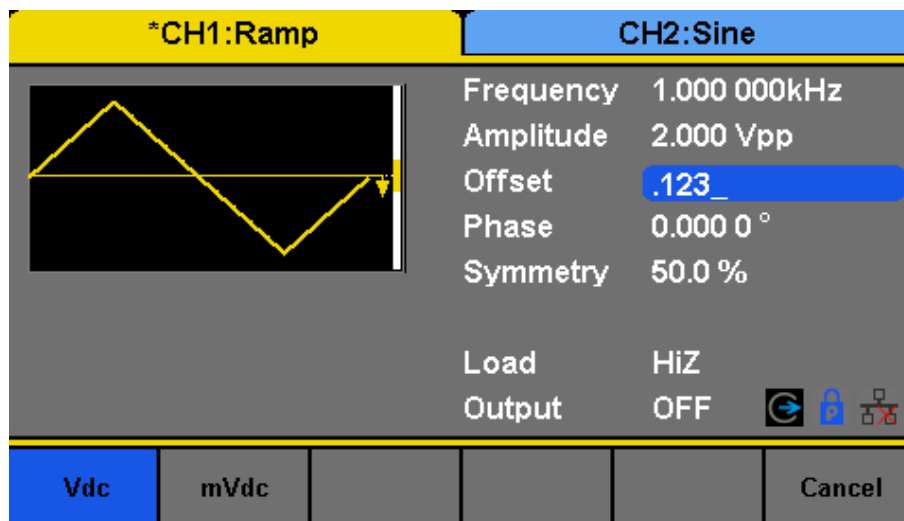 *CH1:Ramp CH2:Sine
Frequency 1.000 000kHz
Amplitude 2.000 Vpp
Offset .123_
Phase 0.000 0 °
Symmetry 50.0 %
Load HiZ
Output OFF P
Vdc mVdc Cancel